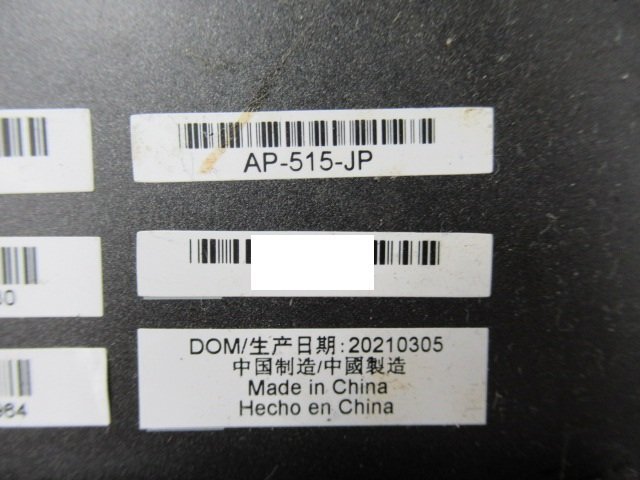 AP-515-JP
DOM/生产日期:20210305
中国制造/中國製造
Made in China
Hecho en China
984